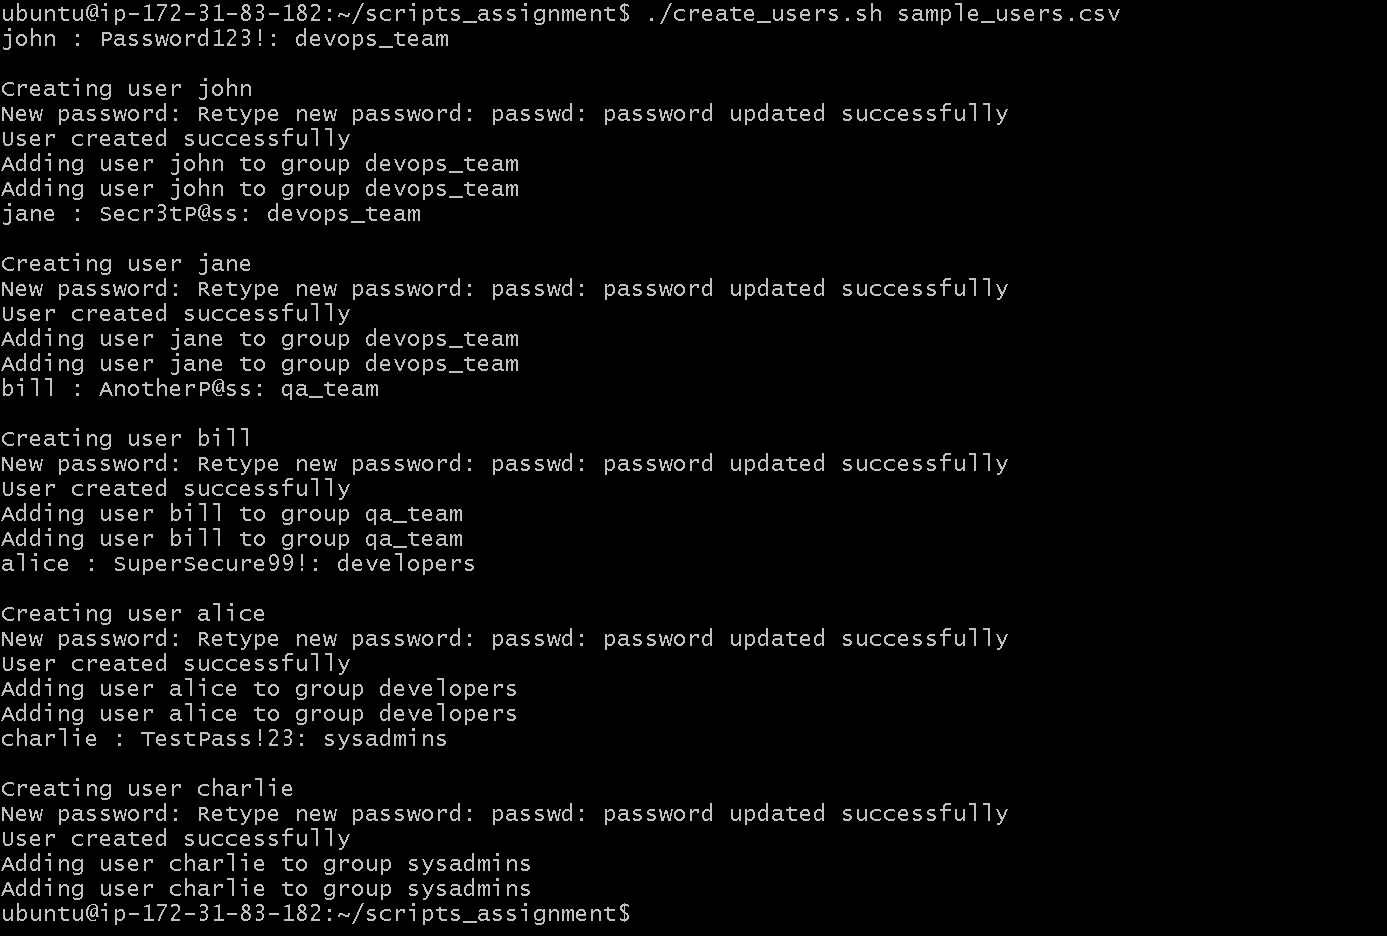 ubuntu@ip-172-31-83-182:~/scripts_assignment$ ./create_users.sh sample_users.csv
john : Password123!: devops_team
Creating user john
New password: Retype new password: passwd: password updated successfully
User created successfully
Adding user john to group devops_team
Adding user john to group devops_team
jane : Secr3tP@ss: devops_team
Creating user jane
New password: Retype new password: passwd: password updated successfully
User created successfully
Adding user jane to group devops_team
Adding user jane to group devops_team
bill : AnotherP@ss: qa_team
Creating user bill
New password: Retype new password: passwd: password updated successfully
User created successfully
Adding user bill to group qa_team
Adding user bill to group qa_team
alice : SuperSecure99!: developers
Creating user alice
New password: Retype new password: passwd: password updated successfully
User created successfully
Adding user alice to group developers
Adding user alice to group developers
charlie : TestPass!23: sysadmins
Creating user charlie
New password: Retype new password: passwd: password updated successfully
User created successfully
Adding user charlie to group sysadmins
Adding user charlie to group sysadmins
ubuntu@ip-172-31-83-182:~/scripts_assignment$